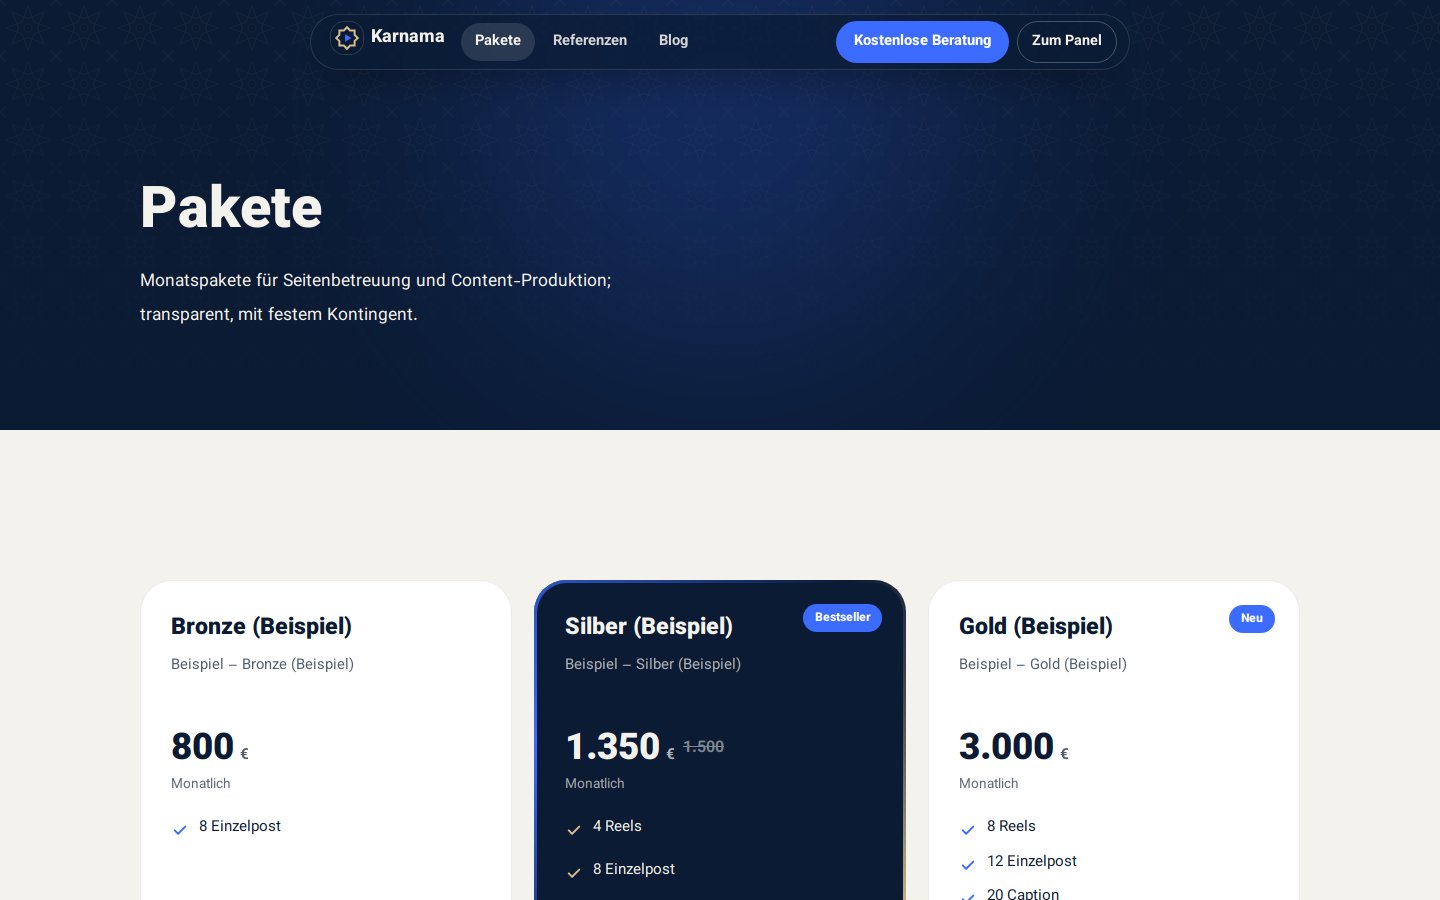 Karnama
Pakete
Referenzen
Blog
Kostenlose Beratung
Zum Panel
Pakete
Monatspakete für Seitenbetreuung und Content-Produktion;
transparent, mit festem Kontingent.
Bronze (Beispiel)
Beispiel – Bronze (Beispiel)
800 €
Monatlich
8 Einzelpost
Silber (Beispiel)
Bestseller
Beispiel – Silber (Beispiel)
1.350 € 1.500
Monatlich
4 Reels
8 Einzelpost
Gold (Beispiel)
Neu
Beispiel – Gold (Beispiel)
3.000 €
Monatlich
8 Reels
12 Einzelpost
20 Caption